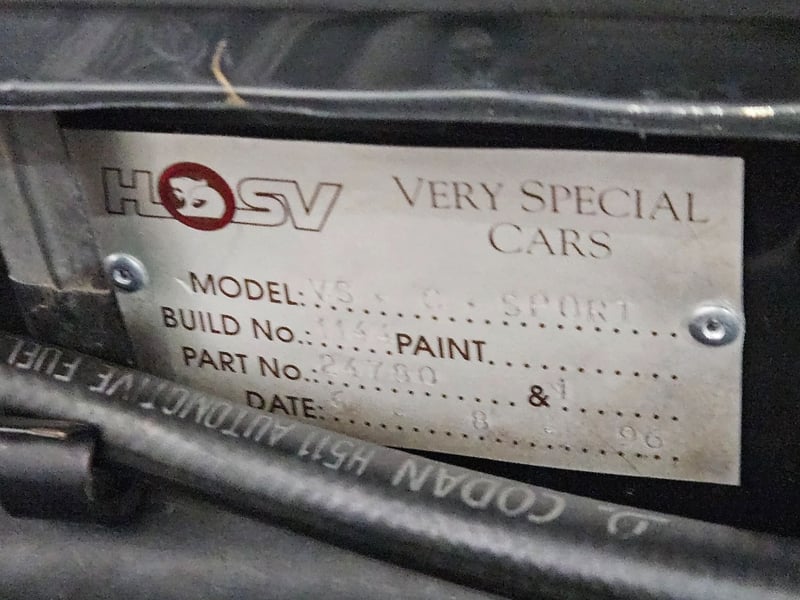 HSV
VERY SPECIAL
CARS
MODEL: VS . C . SPORT
BUILD No.: PAINT
PART No.: 24780 & 1
DATE: 8 . 96
CODAN H511 AUTOMOTIVE FUEL